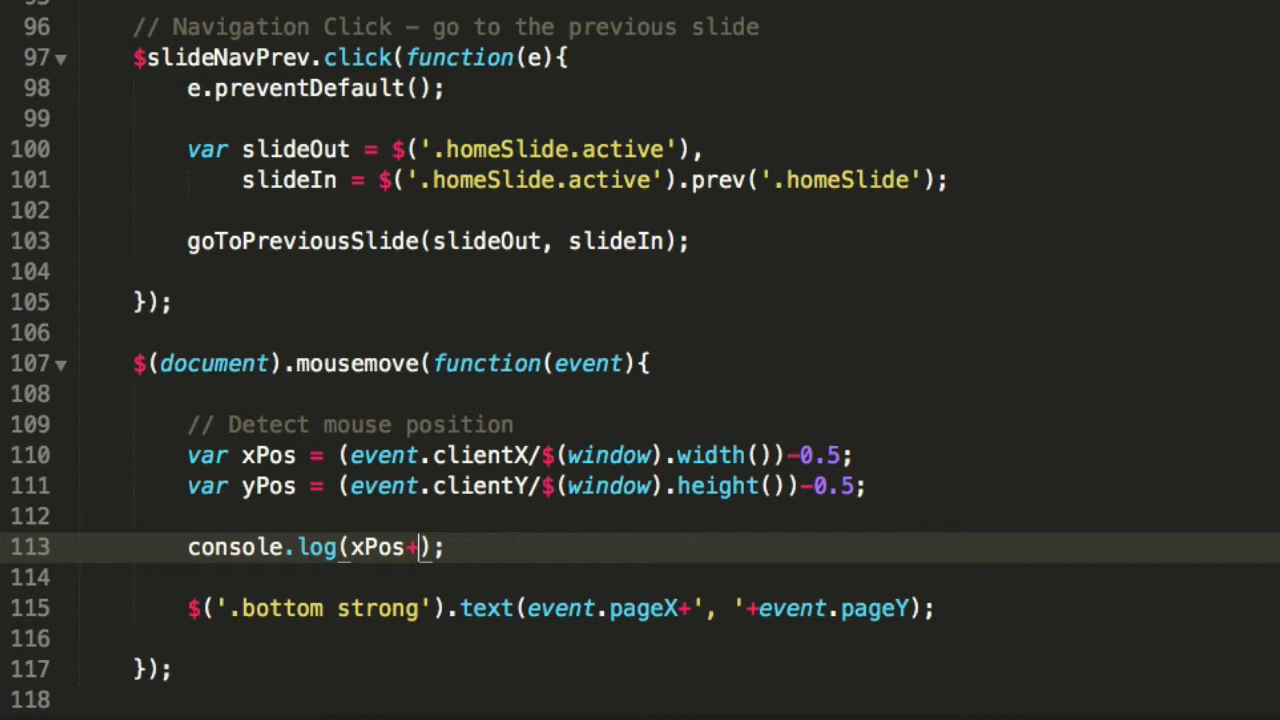 96 // Navigation Click – go to the previous slide
97 $slideNavPrev.click(function(e){
98 e.preventDefault();
99
100 var slideOut = $('.homeSlide.active'),
101 slideIn = $('.homeSlide.active').prev('.homeSlide');
102
103 goToPreviousSlide(slideOut, slideIn);
104
105 });
106
107 $(document).mousemove(function(event){
108
109 // Detect mouse position
110 var xPos = (event.clientX/$(window).width())-0.5;
111 var yPos = (event.clientY/$(window).height())-0.5;
112
113 console.log(xPos+);
114
115 $('.bottom strong').text(event.pageX+', '+event.pageY);
116
117 });
118